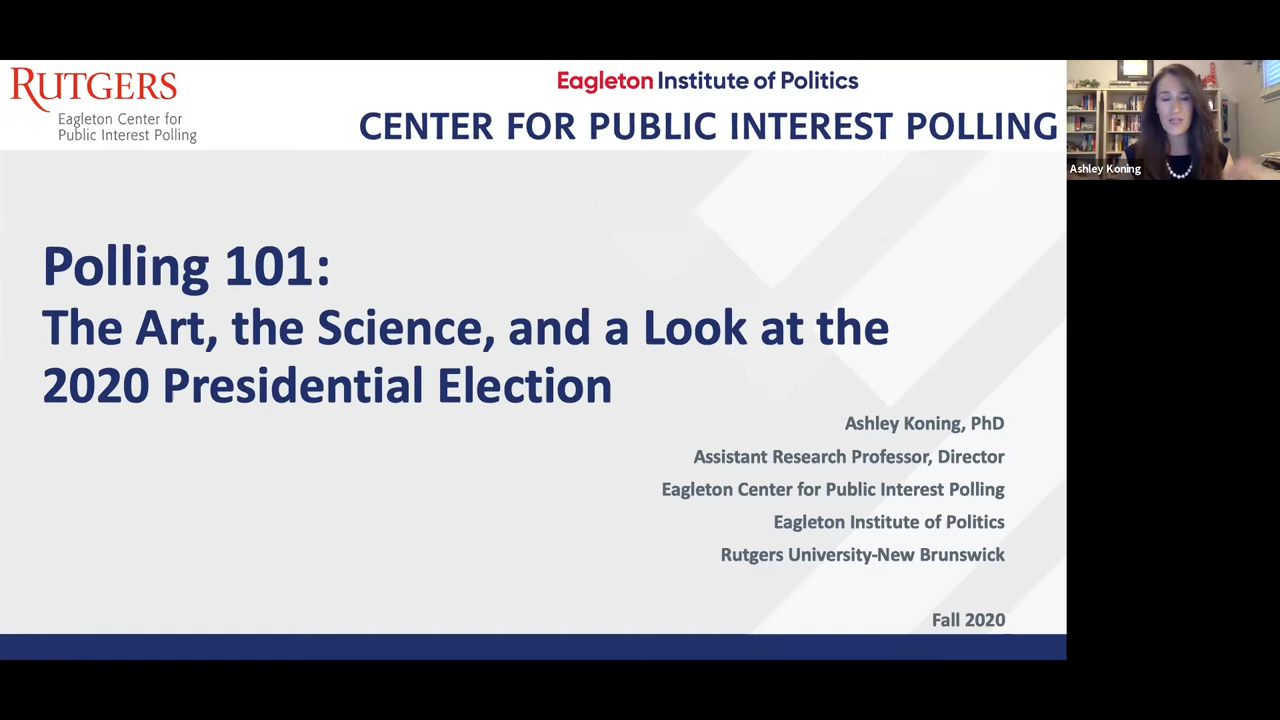 RUTGERS
Eagleton Center for
Public Interest Polling
Eagleton Institute of Politics
CENTER FOR PUBLIC INTEREST POLLING
Ashley Koning
Polling 101:
The Art, the Science, and a Look at the
2020 Presidential Election
Ashley Koning, PhD
Assistant Research Professor, Director
Eagleton Center for Public Interest Polling
Eagleton Institute of Politics
Rutgers University-New Brunswick
Fall 2020